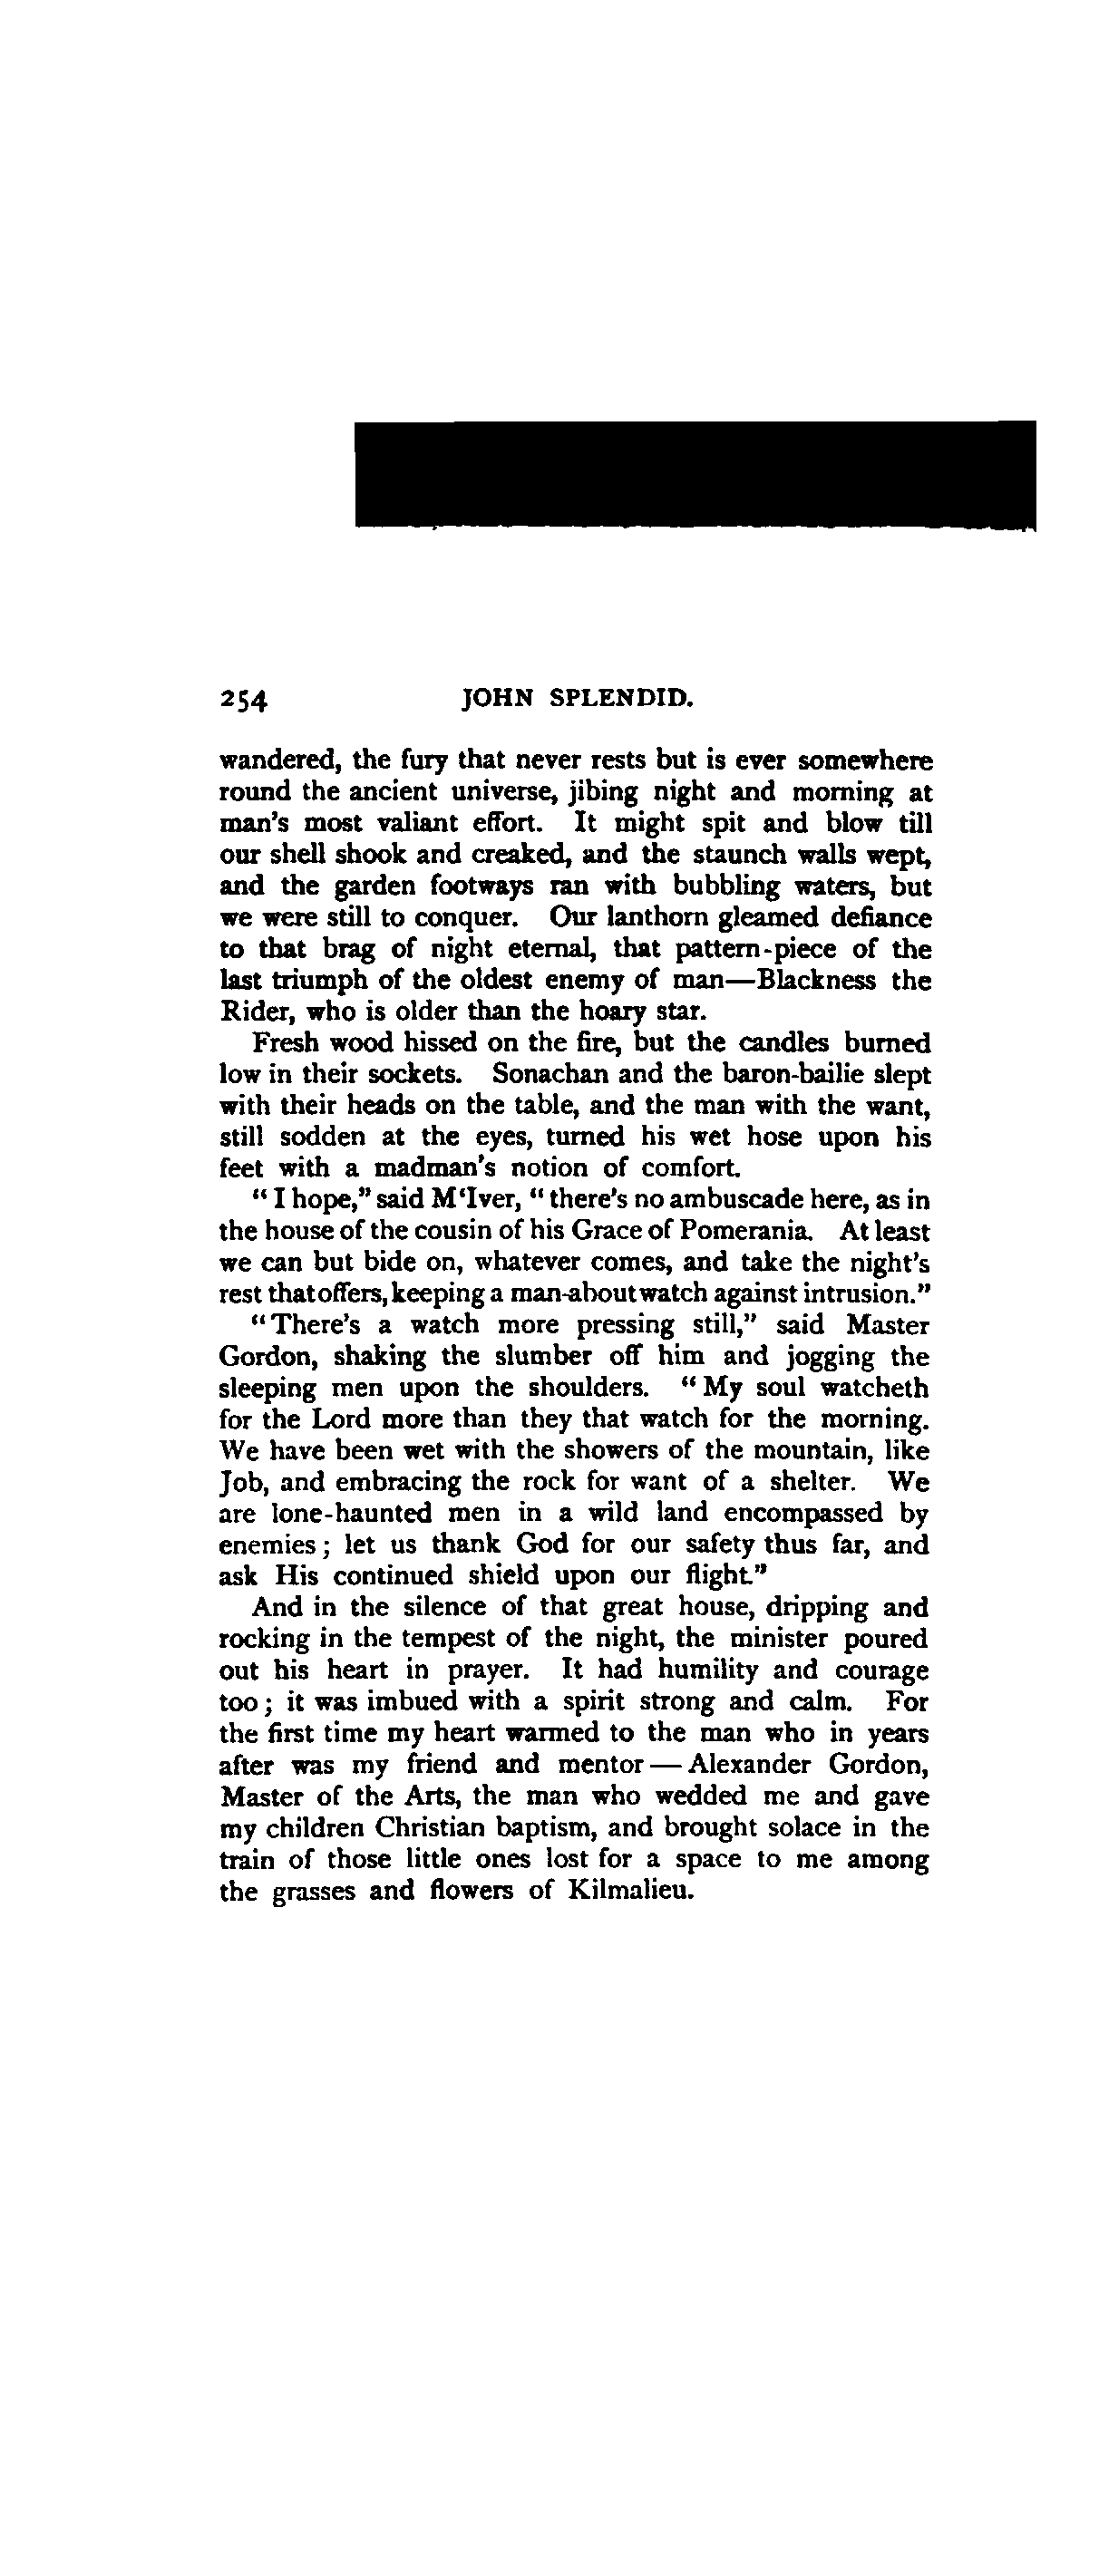 254 JOHN SPLENDID.
wandered, the fury that never rests but is ever somewhere
round the ancient universe, jibing night and morning at
man's most valiant effort. It might spit and blow till
our shell shook and creaked, and the staunch walls wept,
and the garden footways ran with bubbling waters, but
we were still to conquer. Our lanthorn gleamed defiance
to that brag of night eternal, that pattern-piece of the
last triumph of the oldest enemy of man—Blackness the
Rider, who is older than the hoary star.
Fresh wood hissed on the fire, but the candles burned
low in their sockets. Sonachan and the baron-bailie slept
with their heads on the table, and the man with the want,
still sodden at the eyes, turned his wet hose upon his
feet with a madman's notion of comfort.
“I hope,” said M‘Iver, “there's no ambuscade here, as in
the house of the cousin of his Grace of Pomerania. At least
we can but bide on, whatever comes, and take the night's
rest that offers, keeping a man-about watch against intrusion.”
“There's a watch more pressing still,” said Master
Gordon, shaking the slumber off him and jogging the
sleeping men upon the shoulders. “My soul watcheth
for the Lord more than they that watch for the morning.
We have been wet with the showers of the mountain, like
Job, and embracing the rock for want of a shelter. We
are lone-haunted men in a wild land encompassed by
enemies; let us thank God for our safety thus far, and
ask His continued shield upon our flight.”
And in the silence of that great house, dripping and
rocking in the tempest of the night, the minister poured
out his heart in prayer. It had humility and courage
too; it was imbued with a spirit strong and calm. For
the first time my heart warmed to the man who in years
after was my friend and mentor—Alexander Gordon,
Master of the Arts, the man who wedded me and gave
my children Christian baptism, and brought solace in the
train of those little ones lost for a space to me among
the grasses and flowers of Kilmalieu.